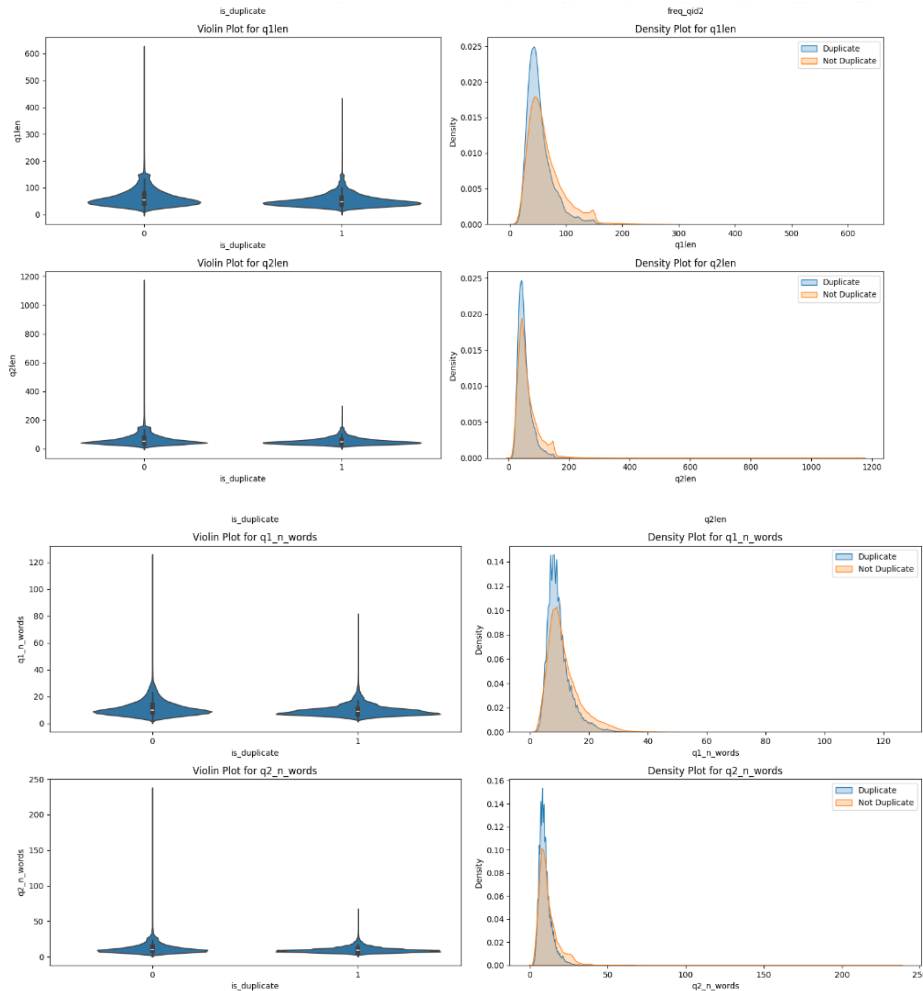 is_duplicate
freq_qid2
Violin Plot for q1len
q1len
600
500
400
300
200
100
0
0
1
is_duplicate
Density Plot for q1len
Density
0.025
0.020
0.015
0.010
0.005
0.000
0
100
200
300
400
500
600
q1len
Duplicate
Not Duplicate
Violin Plot for q2len
q2len
1200
1000
800
600
400
200
0
0
1
is_duplicate
Density Plot for q2len
Density
0.025
0.020
0.015
0.010
0.005
0.000
0
200
400
600
800
1000
1200
q2len
Duplicate
Not Duplicate
is_duplicate
q2len
Violin Plot for q1_n_words
q1_n_words
120
100
80
60
40
20
0
0
1
is_duplicate
Density Plot for q1_n_words
Density
0.14
0.12
0.10
0.08
0.06
0.04
0.02
0.00
0
20
40
60
80
100
120
q1_n_words
Duplicate
Not Duplicate
Violin Plot for q2_n_words
q2_n_words
250
200
150
100
50
0
0
1
is_duplicate
Density Plot for q2_n_words
Density
0.16
0.14
0.12
0.10
0.08
0.06
0.04
0.02
0.00
0
50
100
150
200
q2_n_words
Duplicate
Not Duplicate